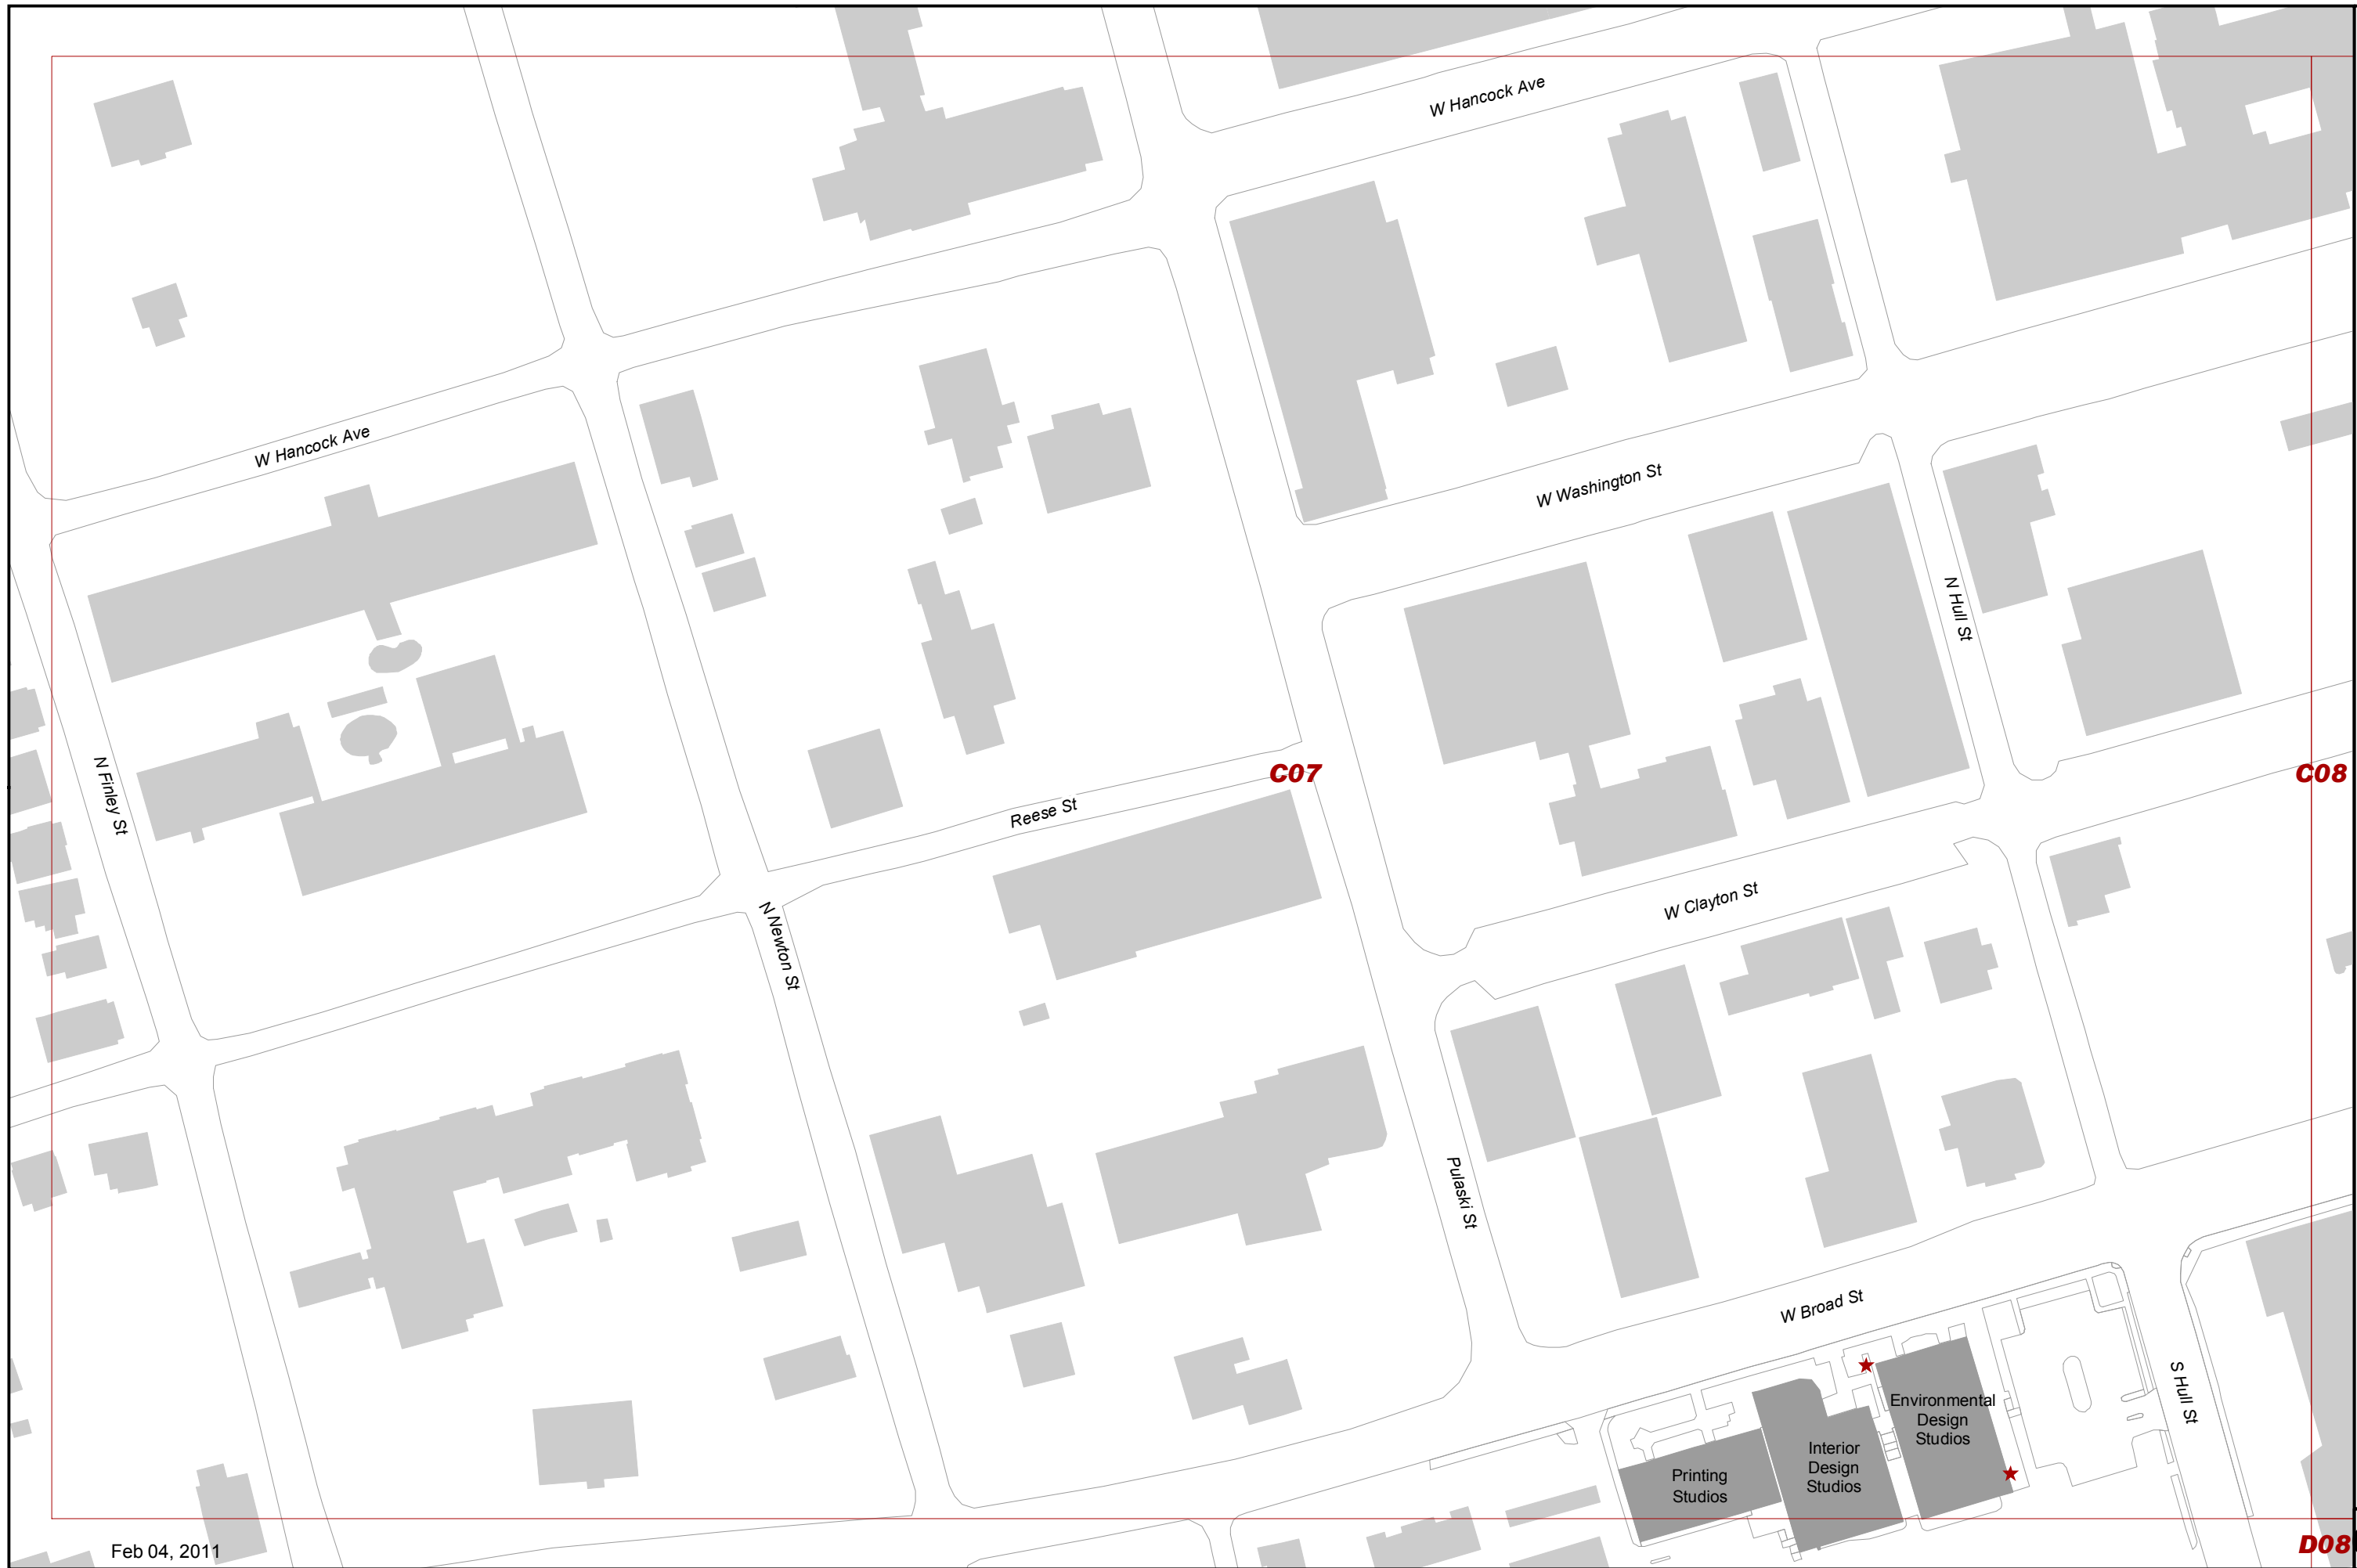 W Hancock Ave
W Hancock Ave
W Washington St
N Hull St
N Finley St
C07
C08
Reese St
W Clayton St
N Newton St
Pulaski St
W Broad St
S Hull St
Environmental
Design
Studios
Interior
Design
Studios
Printing
Studios
Feb 04, 2011
D08